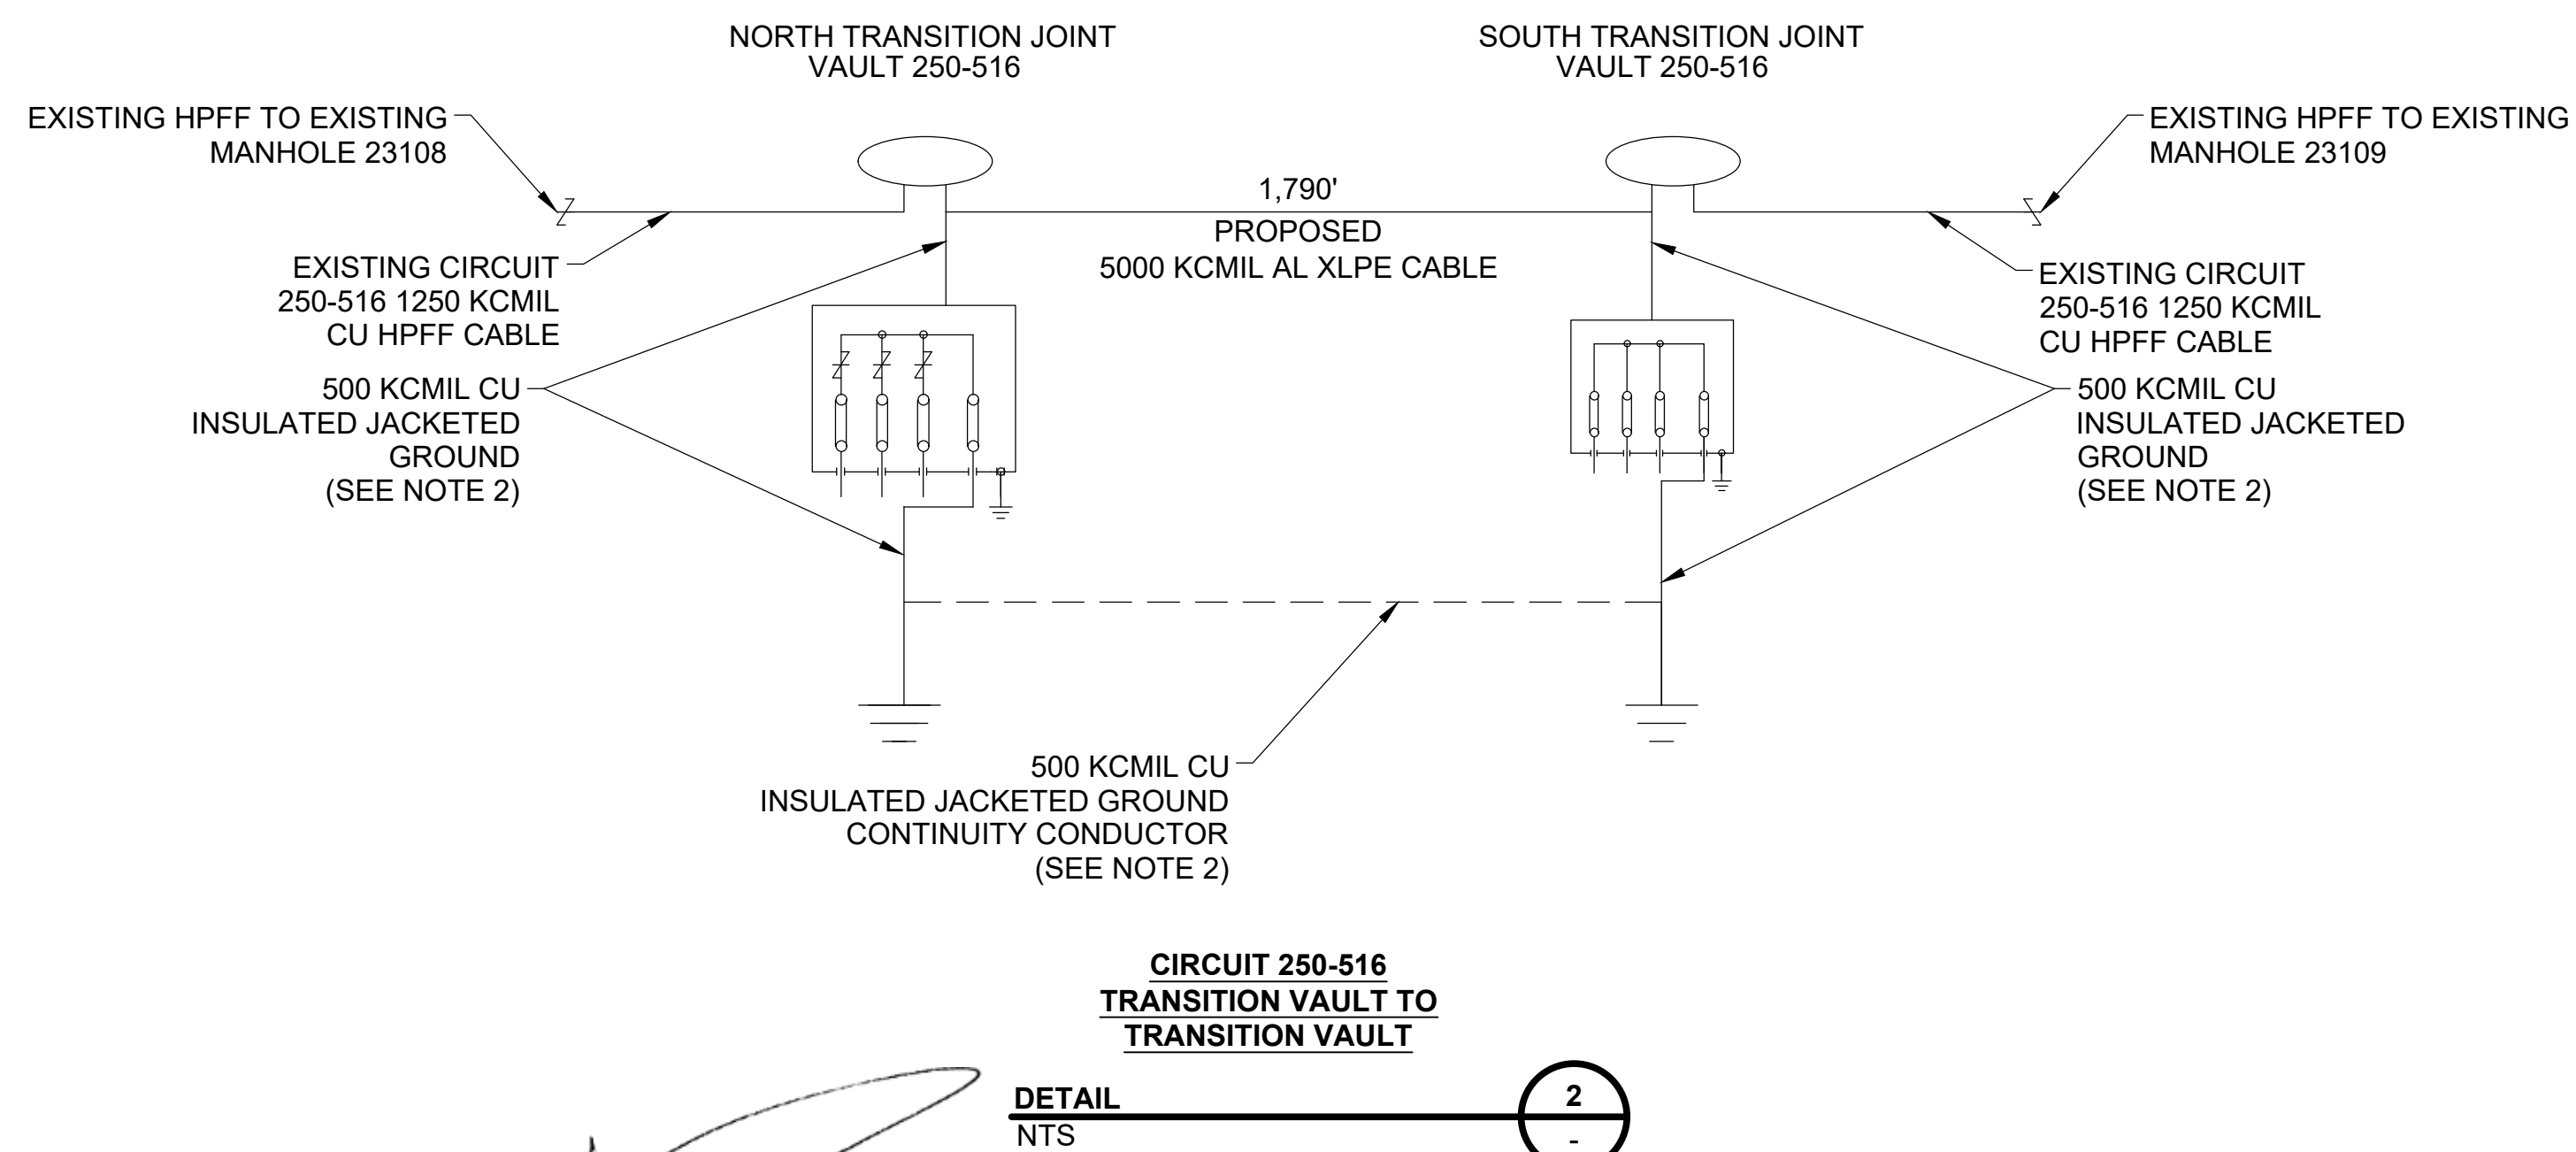 NORTH TRANSITION JOINT
VAULT 250-516
SOUTH TRANSITION JOINT
VAULT 250-516
EXISTING HPFF TO EXISTING
MANHOLE 23108
EXISTING HPFF TO EXISTING
MANHOLE 23109
1,790'
PROPOSED
5000 KCMIL AL XLPE CABLE
EXISTING CIRCUIT
250-516 1250 KCMIL
CU HPFF CABLE
EXISTING CIRCUIT
250-516 1250 KCMIL
CU HPFF CABLE
500 KCMIL CU
INSULATED JACKETED
GROUND
(SEE NOTE 2)
500 KCMIL CU
INSULATED JACKETED
GROUND
(SEE NOTE 2)
500 KCMIL CU
INSULATED JACKETED GROUND
CONTINUITY CONDUCTOR
(SEE NOTE 2)
CIRCUIT 250-516
TRANSITION VAULT TO
TRANSITION VAULT
DETAIL
2
NTS
-